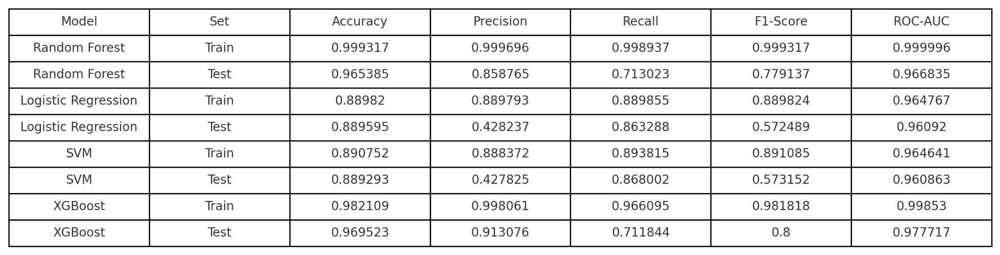 Model Set Accuracy Precision Recall F1-Score ROC-AUC
Random Forest Train 0.999317 0.999696 0.998937 0.999317 0.999996
Random Forest Test 0.965385 0.858765 0.713023 0.779137 0.966835
Logistic Regression Train 0.88982 0.889793 0.889855 0.889824 0.964767
Logistic Regression Test 0.889595 0.428237 0.863288 0.572489 0.96092
SVM Train 0.890752 0.888372 0.893815 0.891085 0.964641
SVM Test 0.889293 0.427825 0.868002 0.573152 0.960863
XGBoost Train 0.982109 0.998061 0.966095 0.981818 0.99853
XGBoost Test 0.969523 0.913076 0.711844 0.8 0.977717